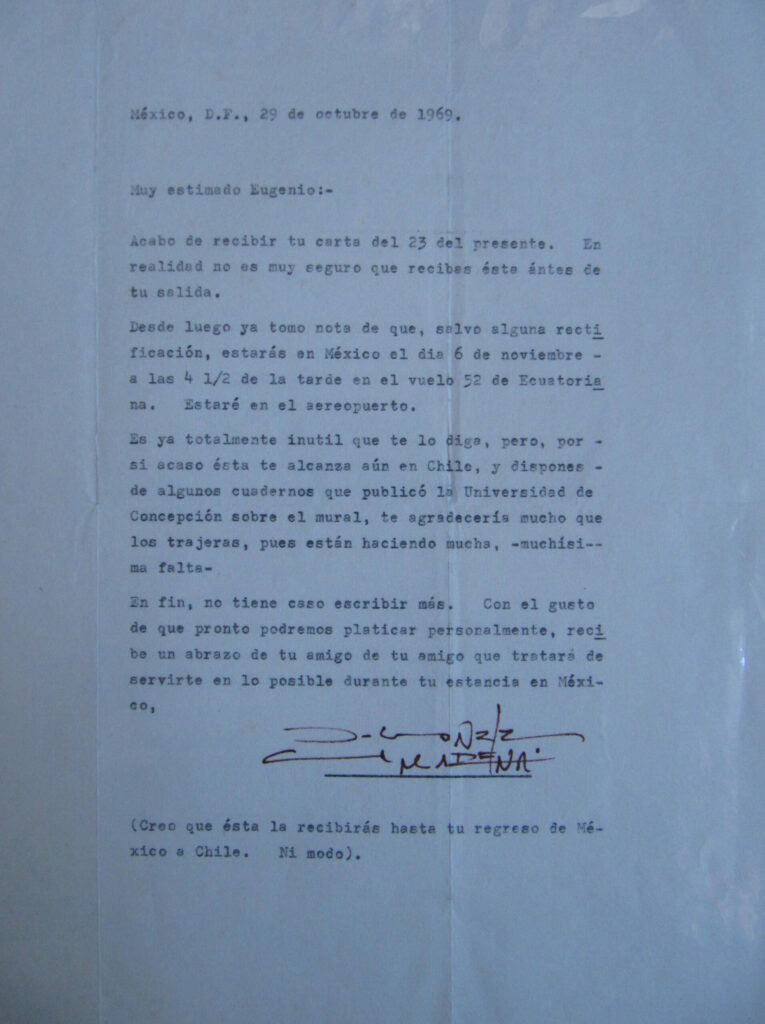 México, D.F., 29 de octubre de 1969.
Muy estimado Eugenio:-
Acabo de recibir tu carta del 23 del presente. En
realidad no es muy seguro que recibas ésta ántes de
tu salida.
Desde luego ya tomo nota de que, salvo alguna recti
ficación, estarás en México el dia 6 de noviembre -
a las 4 1/2 de la tarde en el vuelo 52 de Ecuatoria
na. Estaré en el aereopuerto.
Es ya totalmente inutil que te lo diga, pero, por -
si acaso ésta te alcanza aún en Chile, y dispones -
de algunos cuadernos que publicó la Universidad de
Concepción sobre el mural, te agradecería mucho que
los trajeras, pues están haciendo mucha, -muchísi--
ma falta-
En fin, no tiene caso escribir más. Con el gusto
de que pronto podremos platicar personalmente, reci
be un abrazo de tu amigo de tu amigo que tratará de
servirte en lo posible durante tu estancia en Méxi-
co,
(Creo que ésta la recibirás hasta tu regreso de Mé-
xico a Chile. Ni modo).